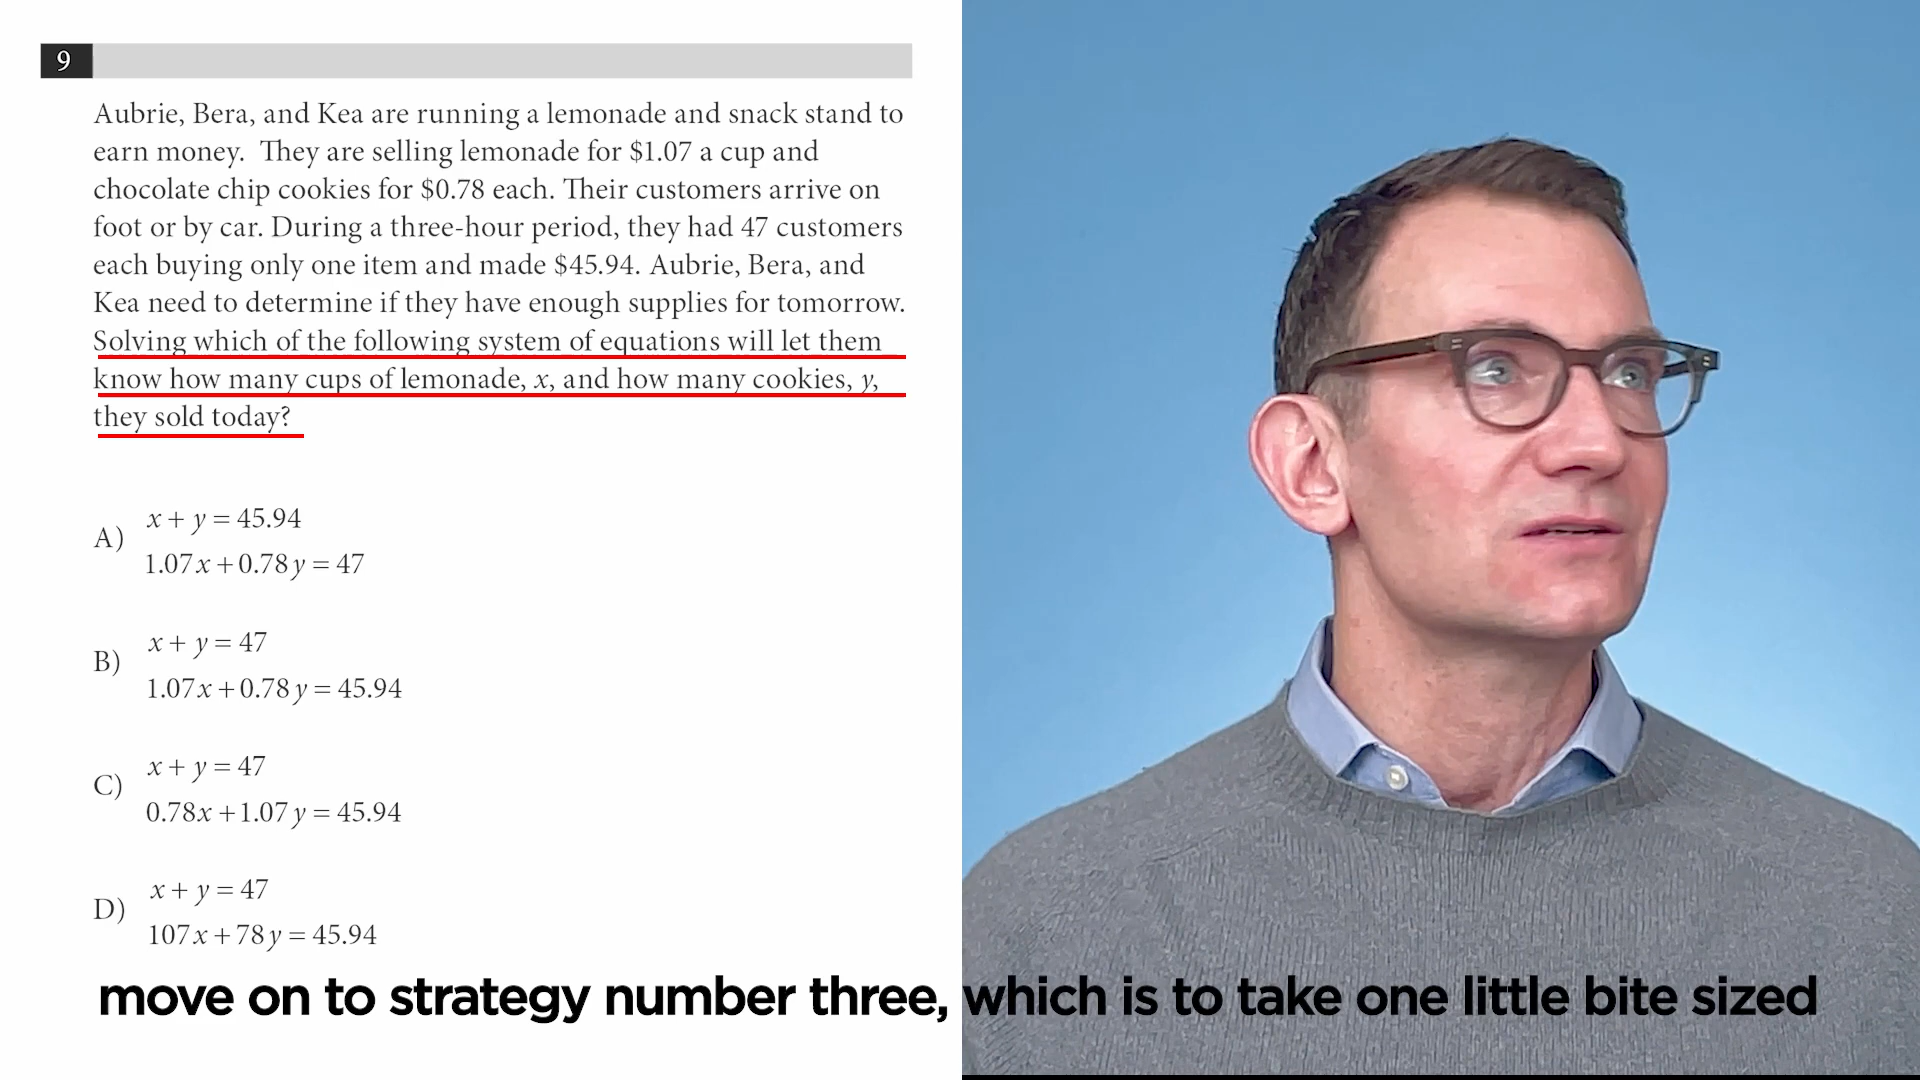 9
Aubrie, Bera, and Kea are running a lemonade and snack stand to
earn money. They are selling lemonade for $1.07 a cup and
chocolate chip cookies for $0.78 each. Their customers arrive on
foot or by car. During a three-hour period, they had 47 customers
each buying only one item and made $45.94. Aubrie, Bera, and
Kea need to determine if they have enough supplies for tomorrow.
Solving which of the following system of equations will let them
know how many cups of lemonade, x, and how many cookies, y,
they sold today?
A)
x + y = 45.94
1.07x + 0.78y = 47
B)
x + y = 47
1.07x + 0.78y = 45.94
C)
x + y = 47
0.78x + 1.07y = 45.94
D)
x + y = 47
107x + 78y = 45.94
move on to strategy number three, which is to take one little bite sized